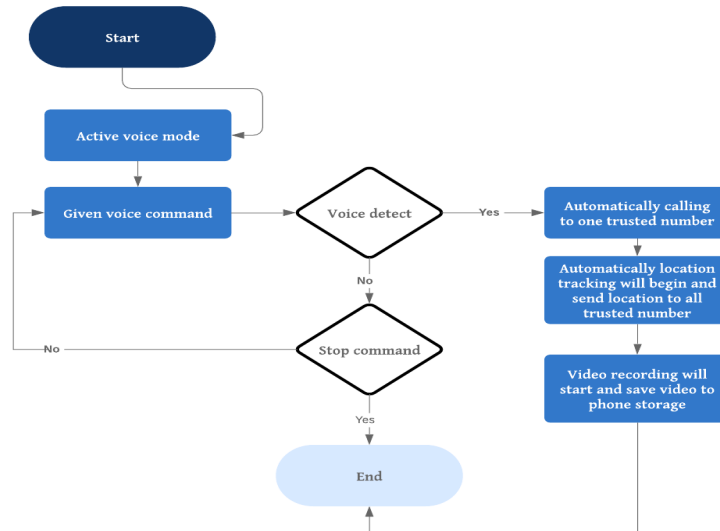 Start
Active voice mode
Given voice command
Voice detect
Yes
Automatically calling
to one trusted number
Automatically location
tracking will begin and
send location to all
trusted number
No
Stop command
No
Video recording will
start and save video to
phone storage
Yes
End